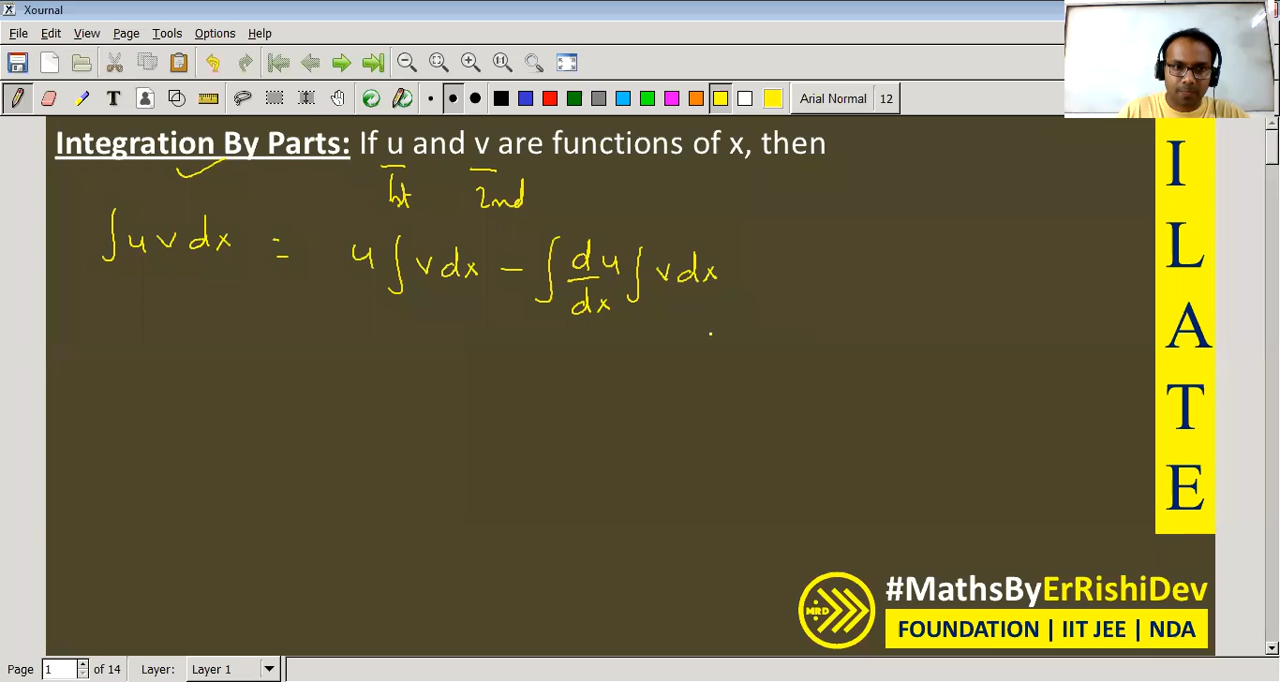 Xournal
File Edit View Page Tools Options Help
Arial Normal 12
Integration By Parts: If u and v are functions of x, then
Ist 2nd
∫ u v dx = u ∫ v dx - ∫ du/dx ∫ v dx
I
L
A
T
E
MRD
#MathsByErRishiDev
FOUNDATION | IIT JEE | NDA
Page 1 of 14 Layer: Layer 1